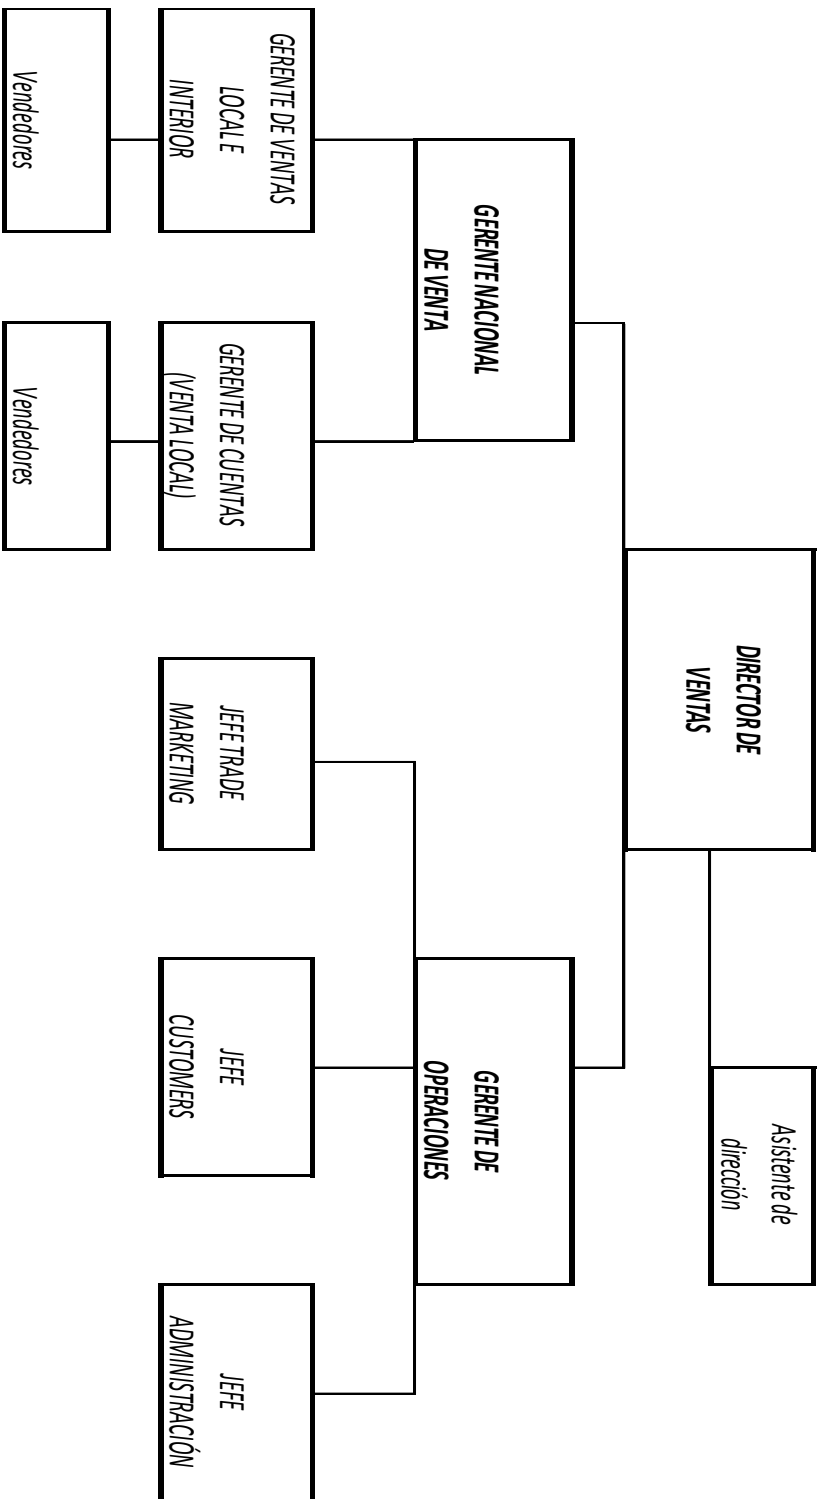 DIRECTOR DE
VENTAS
Asistente de
dirección
GERENTE NACIONAL
DE VENTA
GERENTE DE
OPERACIONES
GERENTE DE VENTAS
LOCAL E
INTERIOR
GERENTE DE CUENTAS
(VENTA LOCAL)
JEFE TRADE
MARKETING
JEFE
CUSTOMERS
JEFE
ADMINISTRACIÓN
Vendedores
Vendedores